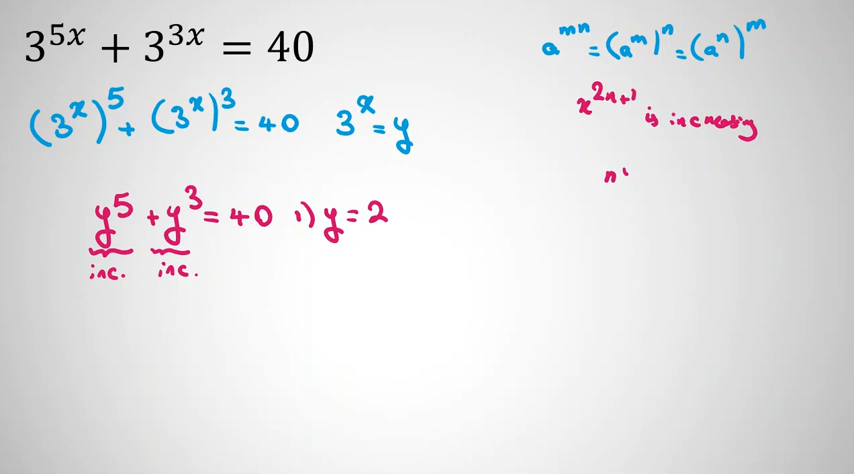 3^{5x} + 3^{3x} = 40
(3^x)^5 + (3^x)^3 = 40   3^x = y
y^5 + y^3 = 40   1) y = 2
inc.   inc.
a^{mn} = (a^m)^n = (a^n)^m
x^{2n+1} is increasing
n